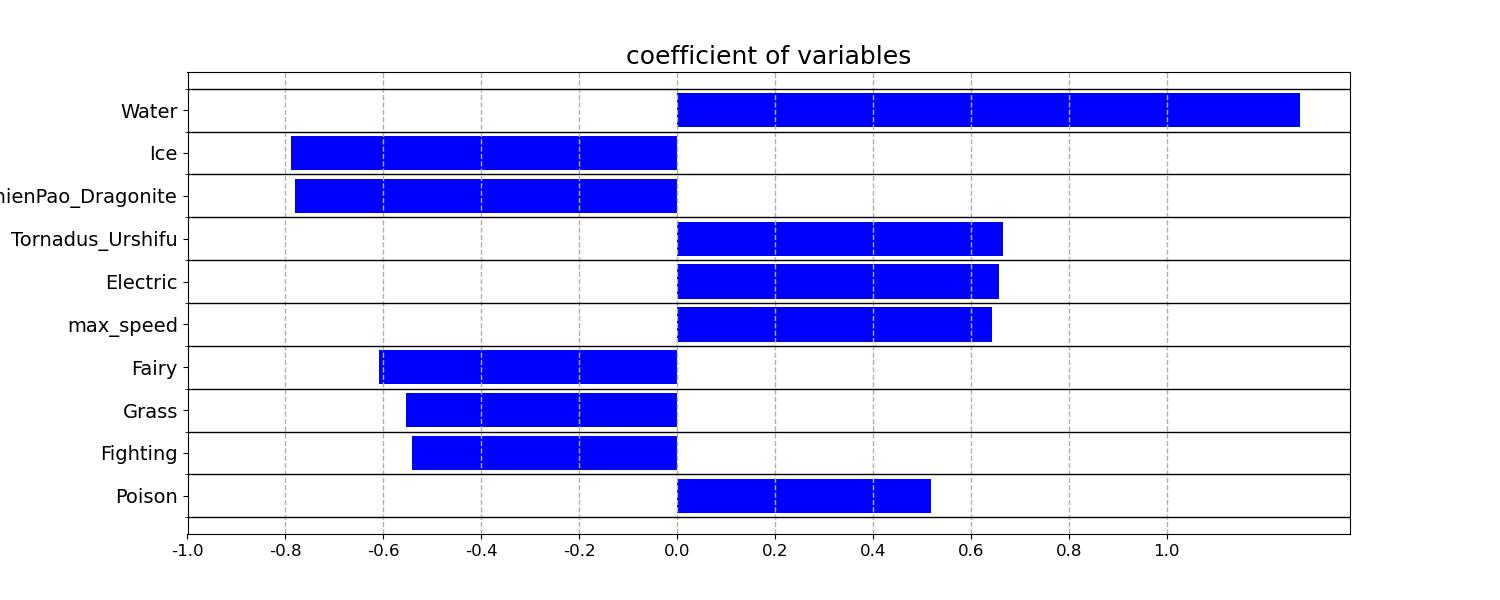 coefficient of variables
Water
Ice
ienPao_Dragonite
Tornadus_Urshifu
Electric
max_speed
Fairy
Grass
Fighting
Poison
-1.0 -0.8 -0.6 -0.4 -0.2 0.0 0.2 0.4 0.6 0.8 1.0